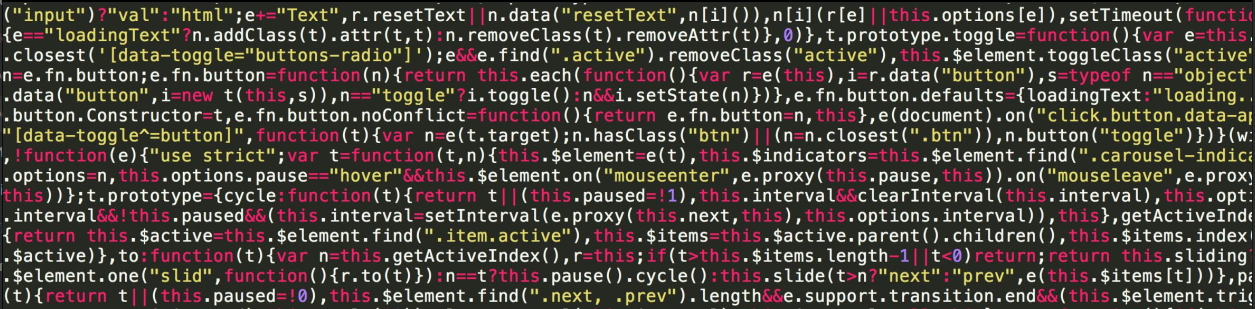 ("input")?"val":"html";e+="Text",r.resetText||n.data("resetText",n[i]()),n[i](r[e]||this.options[e]),setTimeout(functi
{e=="loadingText"?n.addClass(t).attr(t,t):n.removeClass(t).removeAttr(t)},0)},t.prototype.toggle=function(){var e=this.
.closest('[data-toggle="buttons-radio"]');e&&e.find(".active").removeClass("active"),this.$element.toggleClass("active"
n=e.fn.button;e.fn.button=function(n){return this.each(function(){var r=e(this),i=r.data("button"),s=typeof n=="object"
.data("button",i=new t(this,s)),n=="toggle"?i.toggle():n&&i.setState(n)})},e.fn.button.defaults={loadingText:"loading..
.button.Constructor=t,e.fn.button.noConflict=function(){return e.fn.button=n,this},e(document).on("click.button.data-ap
"[data-toggle^=button]",function(t){var n=e(t.target);n.hasClass("btn")||(n=n.closest(".btn")),n.button("toggle")})}(wi
,!function(e){"use strict";var t=function(t,n){this.$element=e(t),this.$indicators=this.$element.find(".carousel-indica
.options=n,this.options.pause=="hover"&&this.$element.on("mouseenter",e.proxy(this.pause,this)).on("mouseleave",e.proxy
this))};t.prototype={cycle:function(t){return t||(this.paused=!1),this.interval&&clearInterval(this.interval),this.opti
.interval&&!this.paused&&(this.interval=setInterval(e.proxy(this.next,this),this.options.interval)),this},getActiveInde
{return this.$active=this.$element.find(".item.active"),this.$items=this.$active.parent().children(),this.$items.index(
.$active)},to:function(t){var n=this.getActiveIndex(),r=this;if(t>this.$items.length-1||t<0)return;return this.sliding
.$element.one("slid",function(){r.to(t)}):n==t?this.pause().cycle():this.slide(t>n?"next":"prev",e(this.$items[t]))},pa
(t){return t||(this.paused=!0),this.$element.find(".next, .prev").length&&e.support.transition.end&&(this.$element.trig